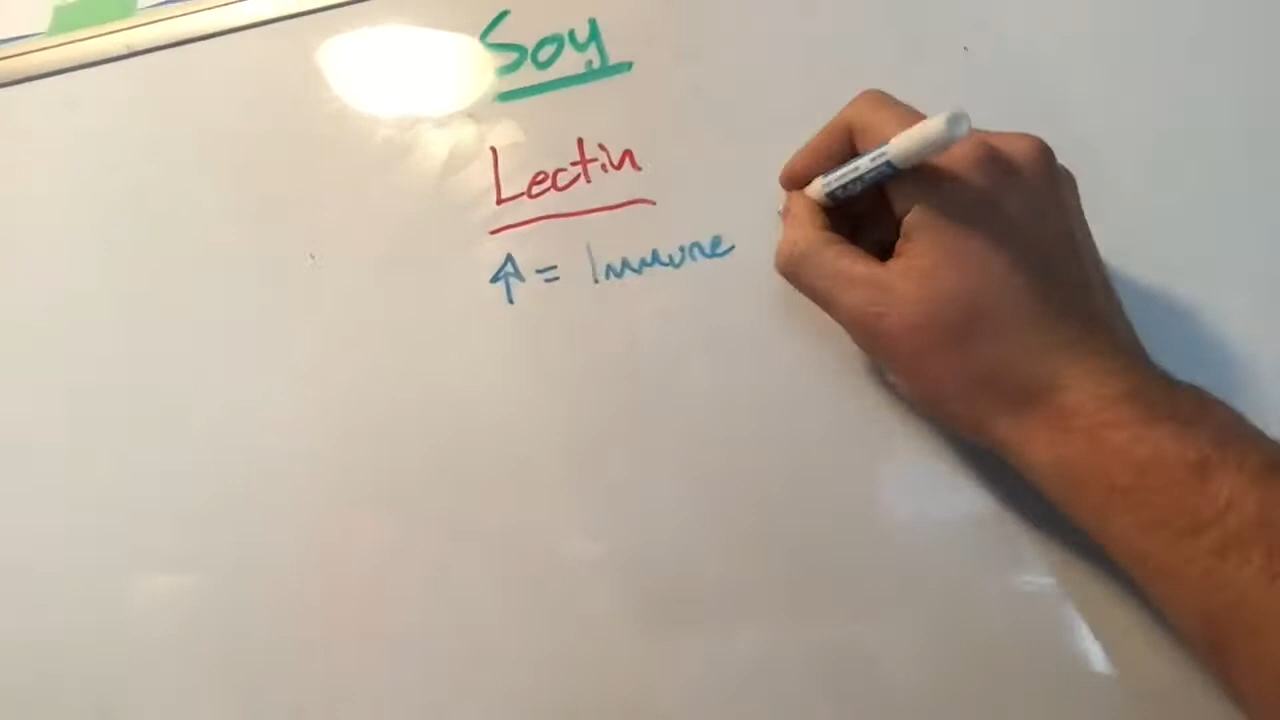 Soy
Lectin
↑ = Immune